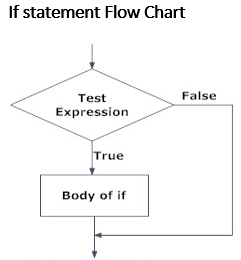 If statement Flow Chart
Test
Expression
False
True
Body of if